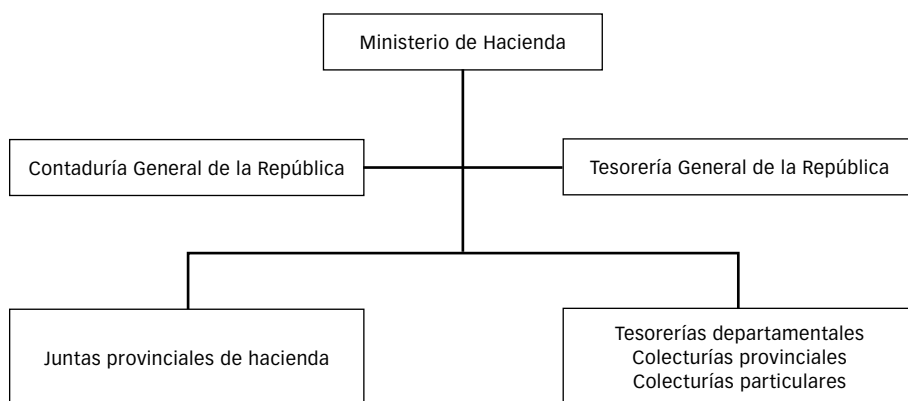 Ministerio de Hacienda
Contaduría General de la República
Tesorería General de la República
Juntas provinciales de hacienda
Tesorerías departamentales
Colecturías provinciales
Colecturías particulares